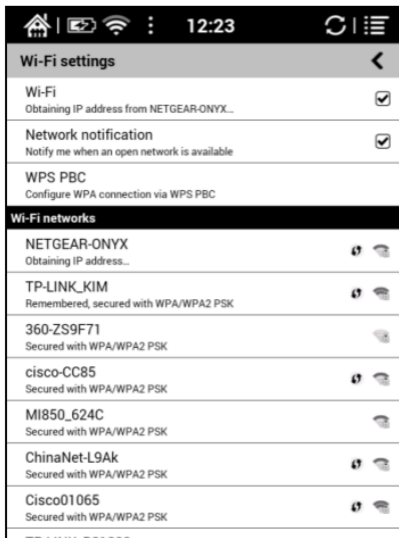 12:23
Wi-Fi settings
Wi-Fi
Obtaining IP address from NETGEAR-ONYX...
Network notification
Notify me when an open network is available
WPS PBC
Configure WPA connection via WPS PBC
Wi-Fi networks
NETGEAR-ONYX
Obtaining IP address...
TP-LINK_KIM
Remembered, secured with WPA/WPA2 PSK
360-ZS9F71
Secured with WPA/WPA2 PSK
cisco-CC85
Secured with WPA/WPA2 PSK
MI850_624C
Secured with WPA/WPA2 PSK
ChinaNet-L9Ak
Secured with WPA/WPA2 PSK
Cisco01065
Secured with WPA/WPA2 PSK